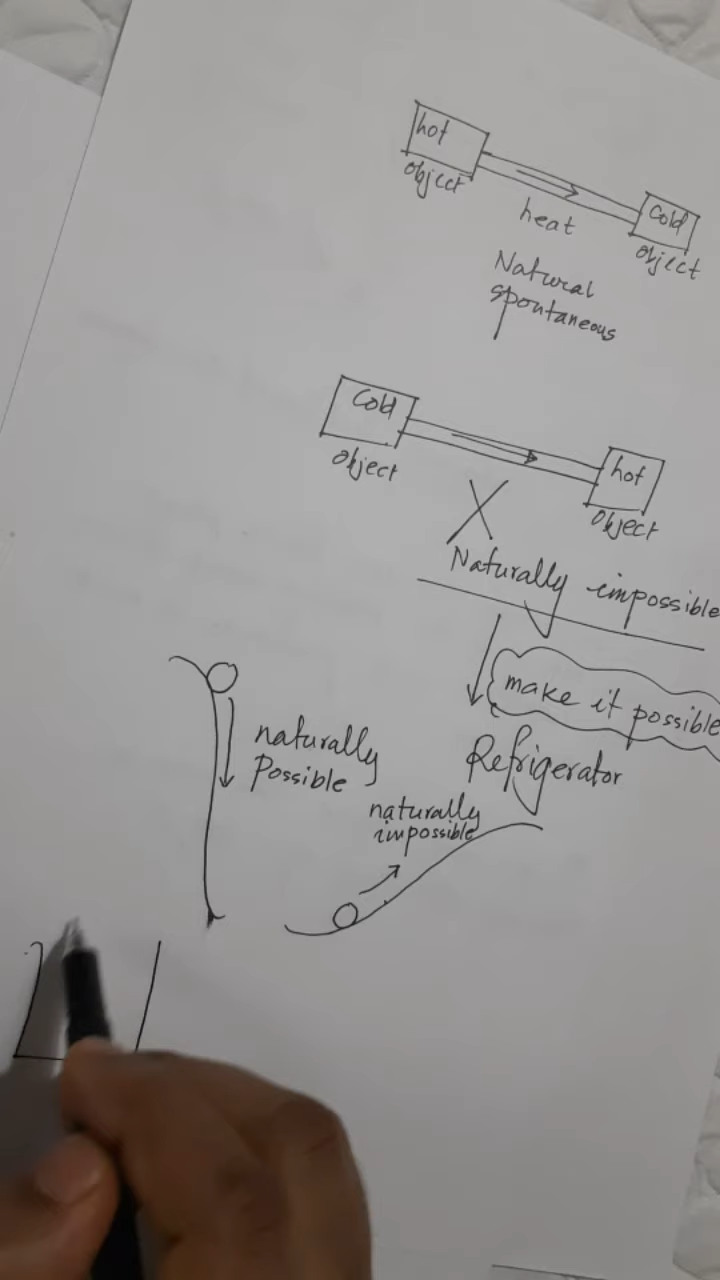 hot
object
heat
Cold
object
Natural
spontaneous
Cold
object
hot
object
X
Naturally impossible
make it possible
Refrigerator
naturally
Possible
naturally
impossible